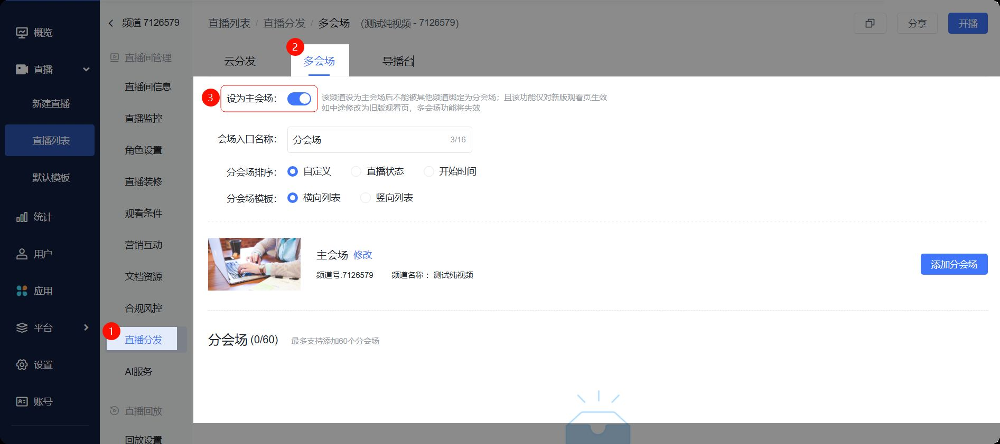 概览
直播
新建直播
直播列表
默认模板
统计
用户
应用
平台
设置
账号
频道 7126579
直播间管理
直播间信息
直播监控
角色设置
直播装修
观看条件
营销互动
文档资源
合规风控
1
直播分发
AI服务
直播回放
回放设置
直播列表 / 直播分发 / 多会场 (测试纯视频 - 7126579)
分享
开播
2
云分发
多会场
导播台
3
设为主会场：
该频道设为主会场后不能被其他频道绑定为分会场；且该功能仅对新版观看页生效
如中途修改为旧版观看页，多会场功能将失效
会场入口名称： 分会场 3/16
分会场排序： 自定义 直播状态 开始时间
分会场模板： 横向列表 竖向列表
主会场 修改
频道号:7126579 频道名称 ： 测试纯视频
添加分会场
分会场 (0/60) 最多支持添加60个分会场